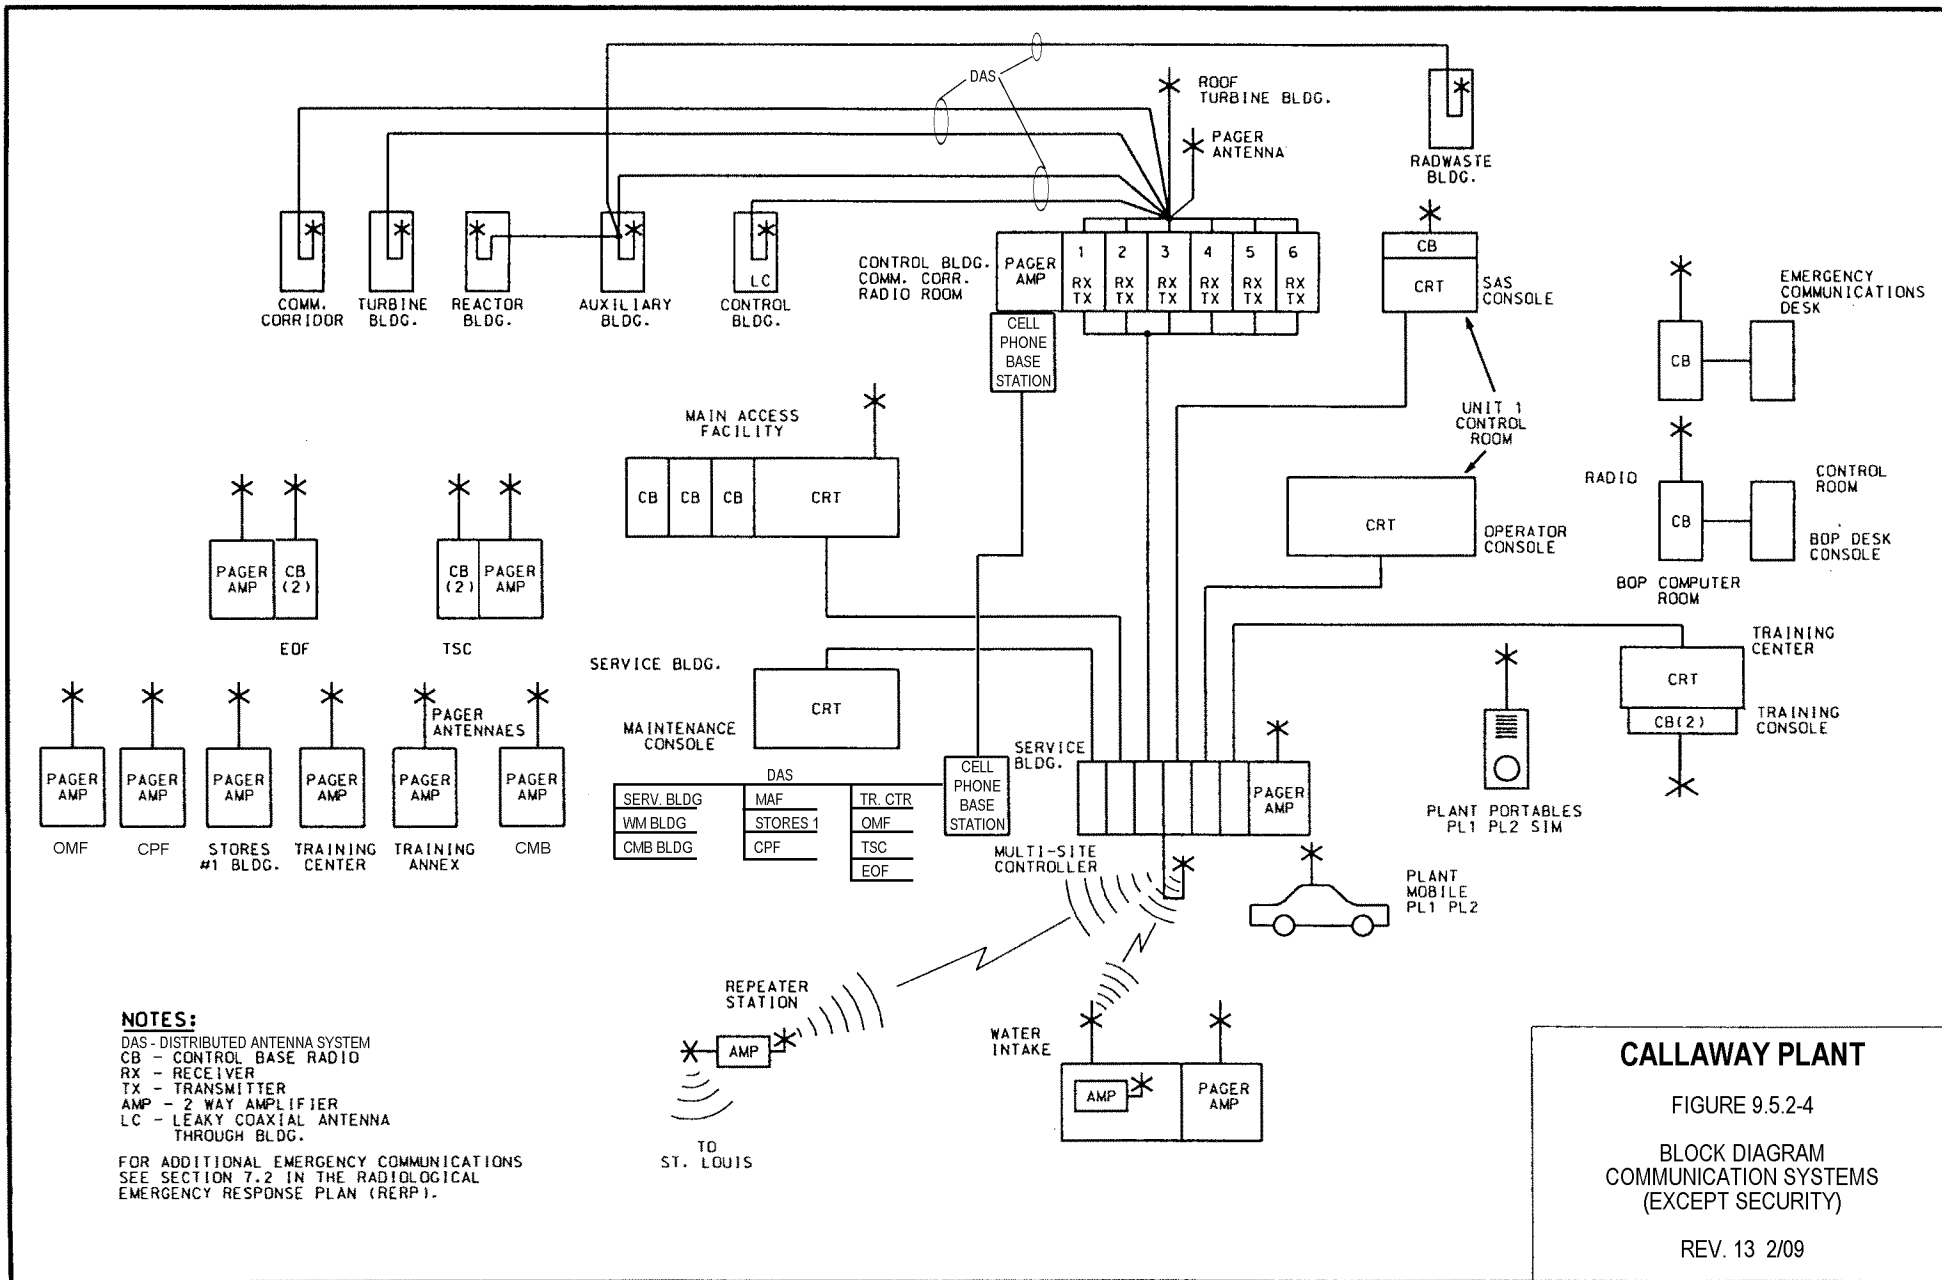 DAS
ROOF
TURBINE BLDG.
PAGER
ANTENNA
RADWASTE
BLDG.
COMM.
CORRIDOR
TURBINE
BLDG.
REACTOR
BLDG.
AUXILIARY
BLDG.
LC
CONTROL
BLDG.
CONTROL BLDG.
COMM. CORR.
RADIO ROOM
PAGER
AMP
1
RX
TX
2
RX
TX
3
RX
TX
4
RX
TX
5
RX
TX
6
RX
TX
CELL
PHONE
BASE
STATION
CB
CRT
SAS
CONSOLE
EMERGENCY
COMMUNICATIONS
DESK
CB
UNIT 1
CONTROL
ROOM
MAIN ACCESS
FACILITY
CB
CB
CB
CRT
CRT
OPERATOR
CONSOLE
RADIO
CB
CONTROL
ROOM
BOP DESK
CONSOLE
BOP COMPUTER
ROOM
PAGER
AMP
CB
(2)
EOF
CB
(2)
PAGER
AMP
TSC
SERVICE BLDG.
CRT
MAINTENANCE
CONSOLE
TRAINING
CENTER
CRT
CB(2)
TRAINING
CONSOLE
PAGER
ANTENNAES
PAGER
AMP
OMF
PAGER
AMP
CPF
PAGER
AMP
STORES
#1 BLDG.
PAGER
AMP
TRAINING
CENTER
PAGER
AMP
TRAINING
ANNEX
PAGER
AMP
CMB
DAS
SERV. BLDG
WM BLDG
CMB BLDG
MAF
STORES 1
CPF
TR. CTR
OMF
TSC
EOF
CELL
PHONE
BASE
STATION
SERVICE
BLDG.
PAGER
AMP
MULTI-SITE
CONTROLLER
PLANT PORTABLES
PL1 PL2 SIM
PLANT
MOBILE
PL1 PL2
REPEATER
STATION
AMP
TO
ST. LOUIS
WATER
INTAKE
AMP
PAGER
AMP
NOTES:
DAS - DISTRIBUTED ANTENNA SYSTEM
CB - CONTROL BASE RADIO
RX - RECEIVER
TX - TRANSMITTER
AMP - 2 WAY AMPLIFIER
LC - LEAKY COAXIAL ANTENNA
THROUGH BLDG.
FOR ADDITIONAL EMERGENCY COMMUNICATIONS
SEE SECTION 7.2 IN THE RADIOLOGICAL
EMERGENCY RESPONSE PLAN (RERP).
CALLAWAY PLANT
FIGURE 9.5.2-4
BLOCK DIAGRAM
COMMUNICATION SYSTEMS
(EXCEPT SECURITY)
REV. 13 2/09